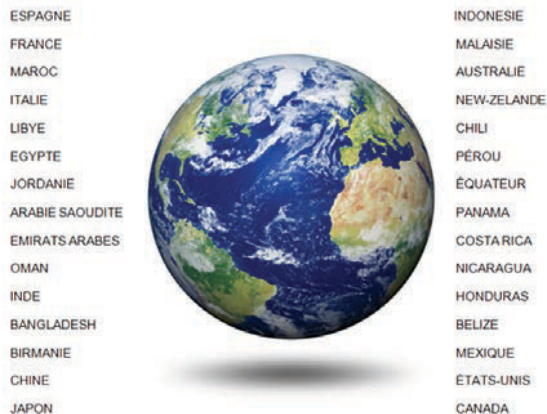 ESPAGNE
FRANCE
MAROC
ITALIE
LIBYE
EGYPTE
JORDANIE
ARABIE SAOUDITE
EMIRATS ARABES
OMAN
INDE
BANGLADESH
BIRMANIE
CHINE
JAPON
INDONESIE
MALAISIE
AUSTRALIE
NEW-ZELANDE
CHILI
PÉROU
ÉQUATEUR
PANAMA
COSTA RICA
NICARAGUA
HONDURAS
BELIZE
MEXIQUE
ÉTATS-UNIS
CANADA